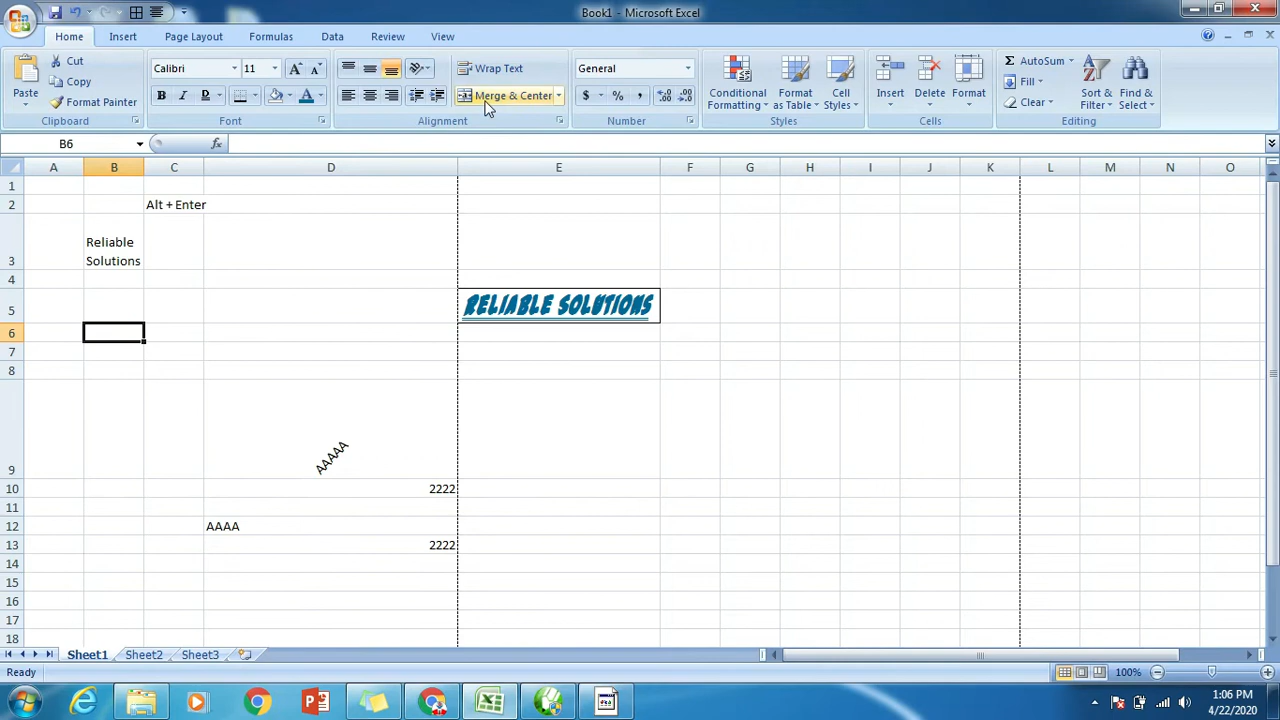 Book1 - Microsoft Excel
Home Insert Page Layout Formulas Data Review View
Paste
Cut
Copy
Format Painter
Clipboard
Calibri 11
B I U
Font
Wrap Text
Merge & Center
Alignment
General
$ % ,
Number
Conditional Formatting
Format as Table
Cell Styles
Styles
Insert Delete Format
Cells
AutoSum
Fill
Clear
Sort & Filter
Find & Select
Editing
B6 fx
A B C D E F G H I J K L M N O
1
2 Alt + Enter
3 Reliable
Solutions
4
5 RELIABLE SOLUTIONS
6
7
8
9 AAAAA
10 2222
11
12 AAAA
13 2222
14
15
16
17
18
Sheet1 Sheet2 Sheet3
Ready 100%
1:06 PM
4/22/2020